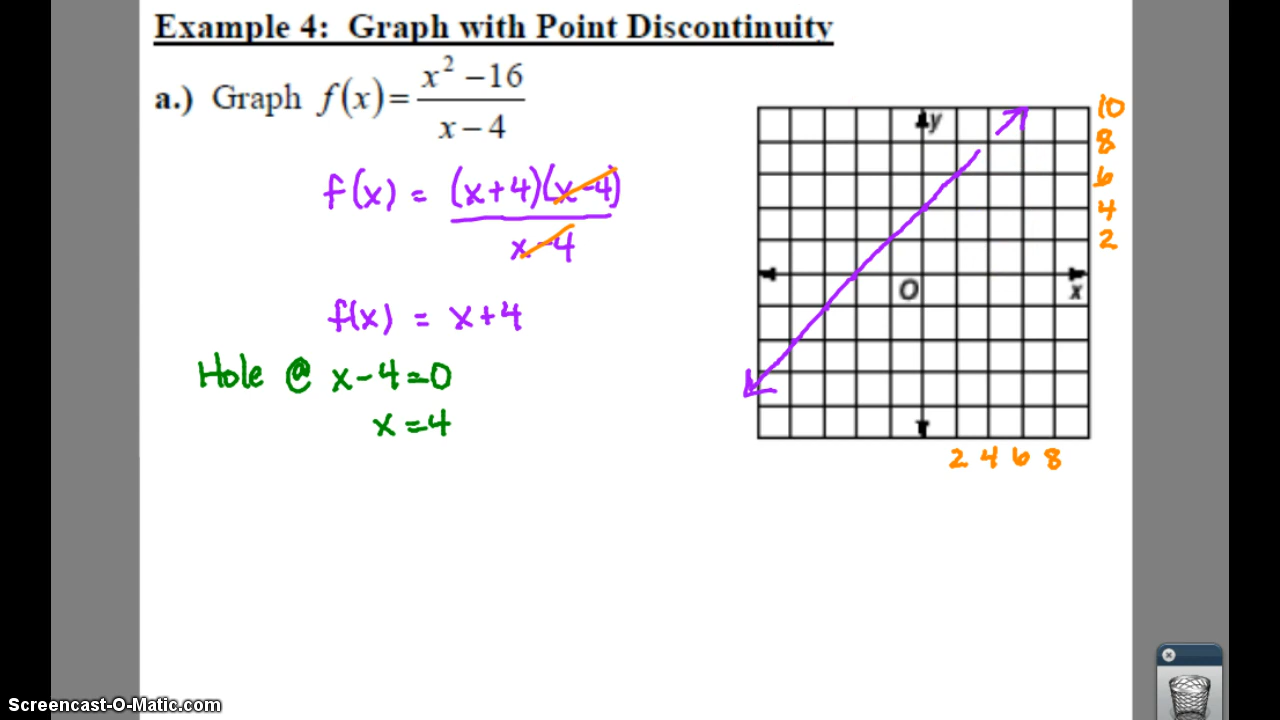 Example 4: Graph with Point Discontinuity
a.) Graph f(x) = (x² − 16)/(x − 4)
f(x) = (x+4)(x-4)
x-4
f(x) = x+4
Hole @ x-4=0
x=4
y
O
x
10
8
6
4
2
2 4 6 8
Screencast-O-Matic.com